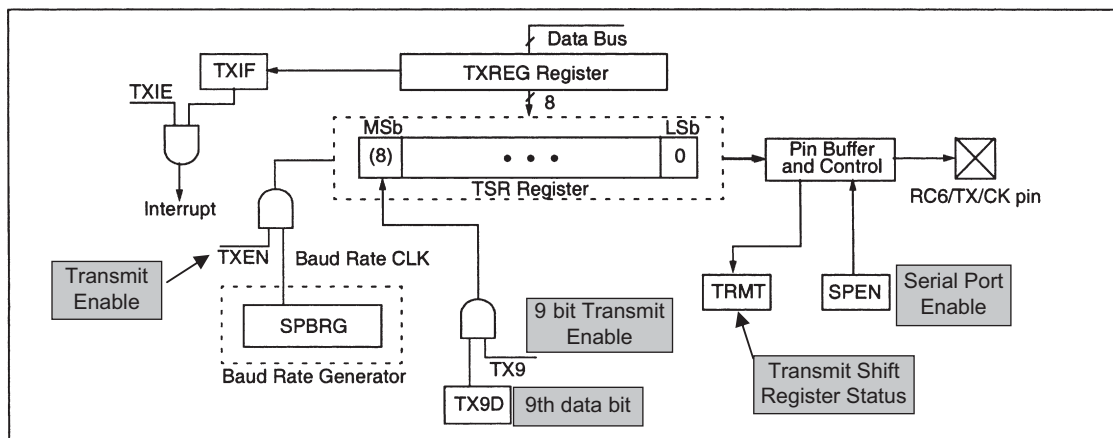 Data Bus
TXIF
TXREG Register
TXIE
8
MSb
LSb
(8)
• • •
0
Pin Buffer
and Control
TSR Register
Interrupt
RC6/TX/CK pin
TXEN
Baud Rate CLK
Transmit
Enable
TRMT
SPEN
Serial Port
Enable
SPBRG
9 bit Transmit
Enable
Baud Rate Generator
TX9
Transmit Shift
Register Status
TX9D
9th data bit